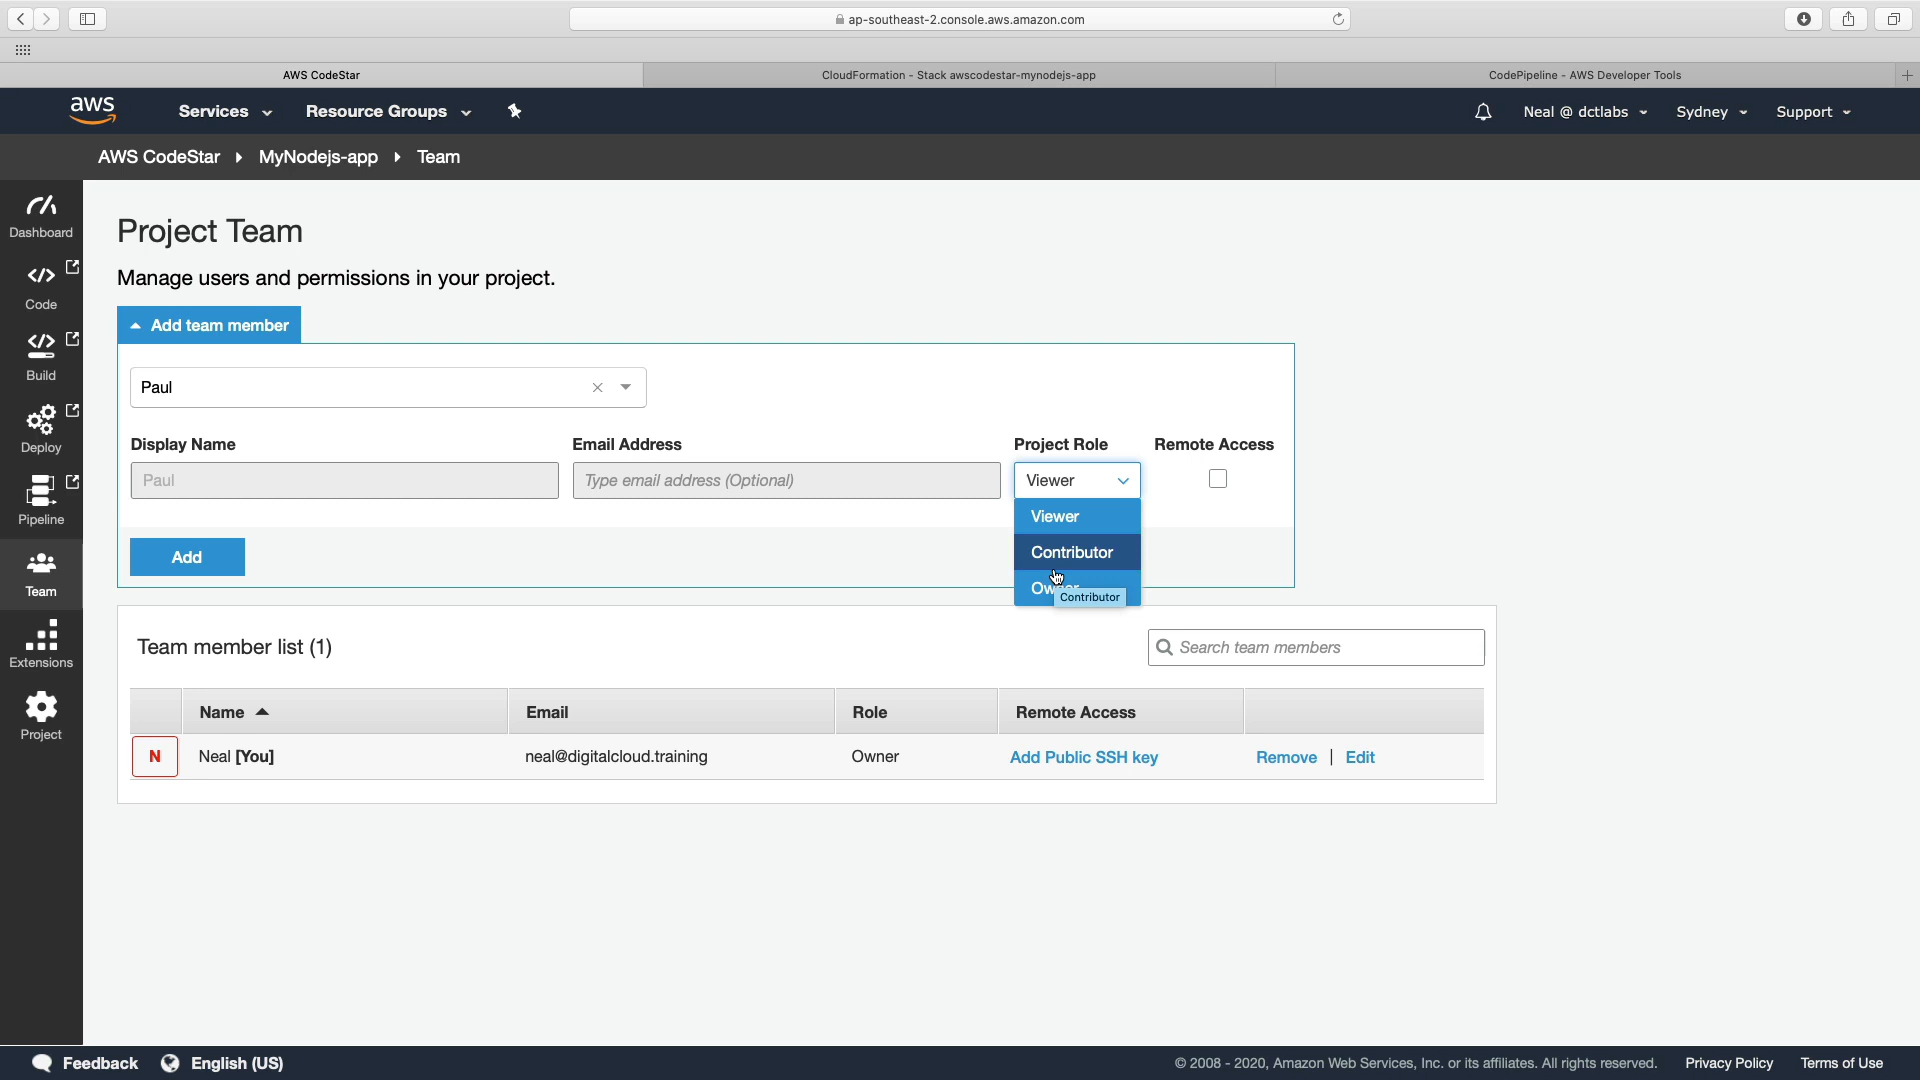 ap-southeast-2.console.aws.amazon.com
AWS CodeStar
CloudFormation - Stack awscodestar-mynodejs-app
CodePipeline - AWS Developer Tools
aws
Services
Resource Groups
Neal @ dctlabs
Sydney
Support
AWS CodeStar
MyNodejs-app
Team
Dashboard
Code
Build
Deploy
Pipeline
Team
Extensions
Project
Project Team
Manage users and permissions in your project.
Add team member
Paul
Display Name
Email Address
Project Role
Remote Access
Paul
Type email address (Optional)
Viewer
Viewer
Contributor
Owner
Contributor
Add
Team member list (1)
Search team members
Name
Email
Role
Remote Access
N
Neal [You]
neal@digitalcloud.training
Owner
Add Public SSH key
Remove | Edit
Feedback
English (US)
© 2008 - 2020, Amazon Web Services, Inc. or its affiliates. All rights reserved.
Privacy Policy
Terms of Use